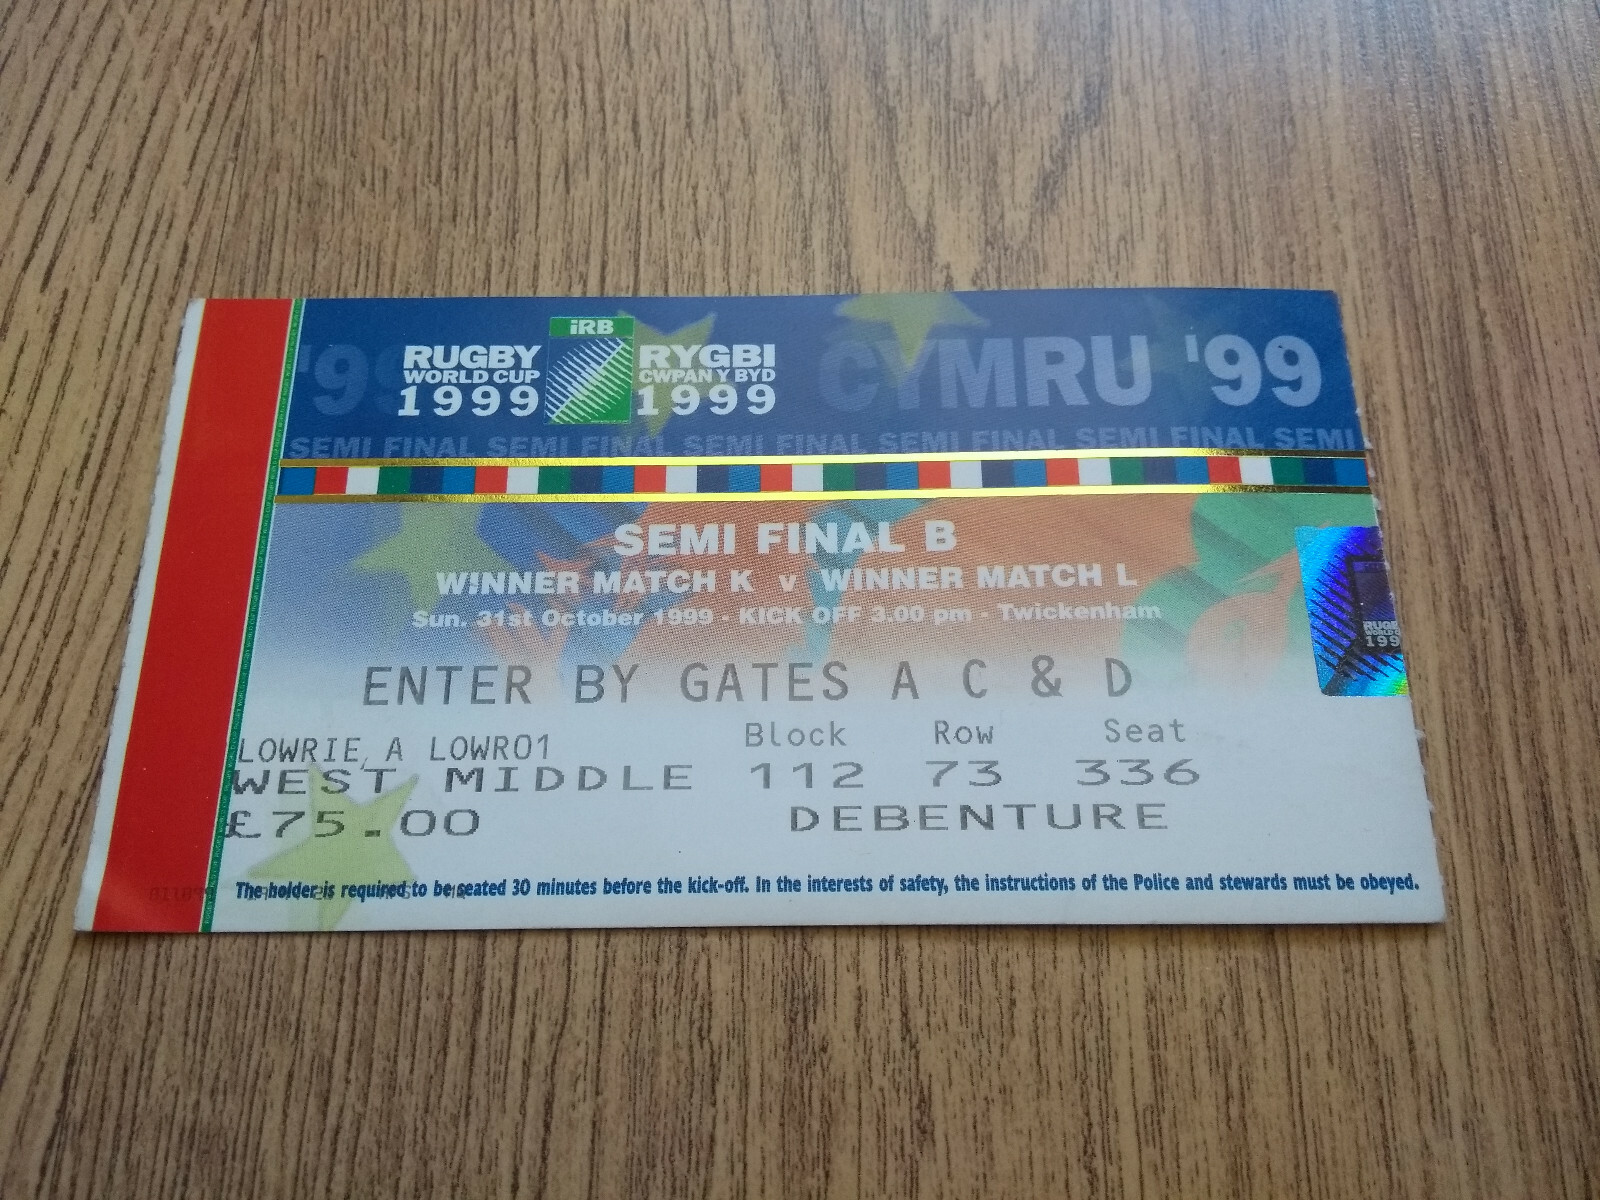 iRB
RUGBY WORLD CUP 1999
RYGBI CWPAN Y BYD 1999
'99 CYMRU '99
SEMI FINAL SEMI FINAL SEMI FINAL SEMI FINAL SEMI FINAL SEMI
SEMI FINAL B
WINNER MATCH K v WINNER MATCH L
Sun. 31st October 1999 - KICK OFF 3.00 pm - Twickenham
ENTER BY GATES A C & D
LOWRIE, A LOWR01 Block Row Seat
WEST MIDDLE 112 73 336
£75.00 DEBENTURE
The holder is required to be seated 30 minutes before the kick-off. In the interests of safety, the instructions of the Police and stewards must be obeyed.